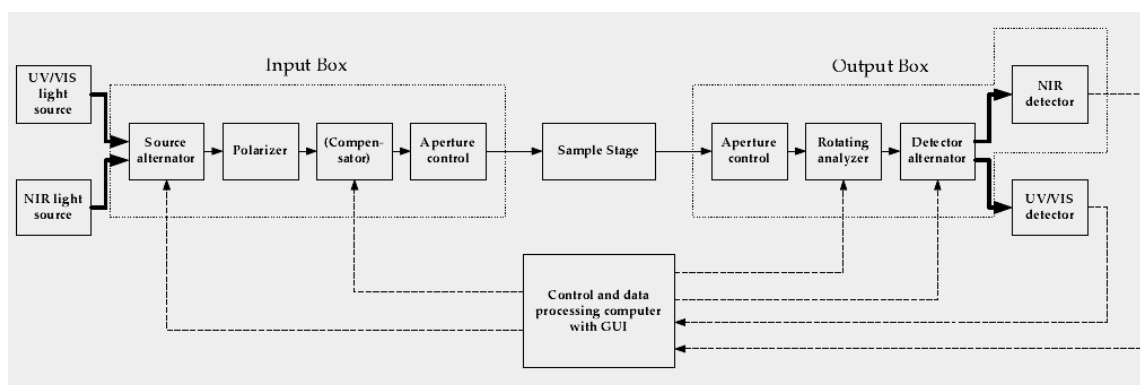 Input Box
Output Box
UV/VIS
light
source
NIR light
source
Source
alternator
Polarizer
(Compen-
sator)
Aperture
control
Sample Stage
Aperture
control
Rotating
analyzer
Detector
alternator
NIR
detector
UV/VIS
detector
Control and data
processing computer
with GUI